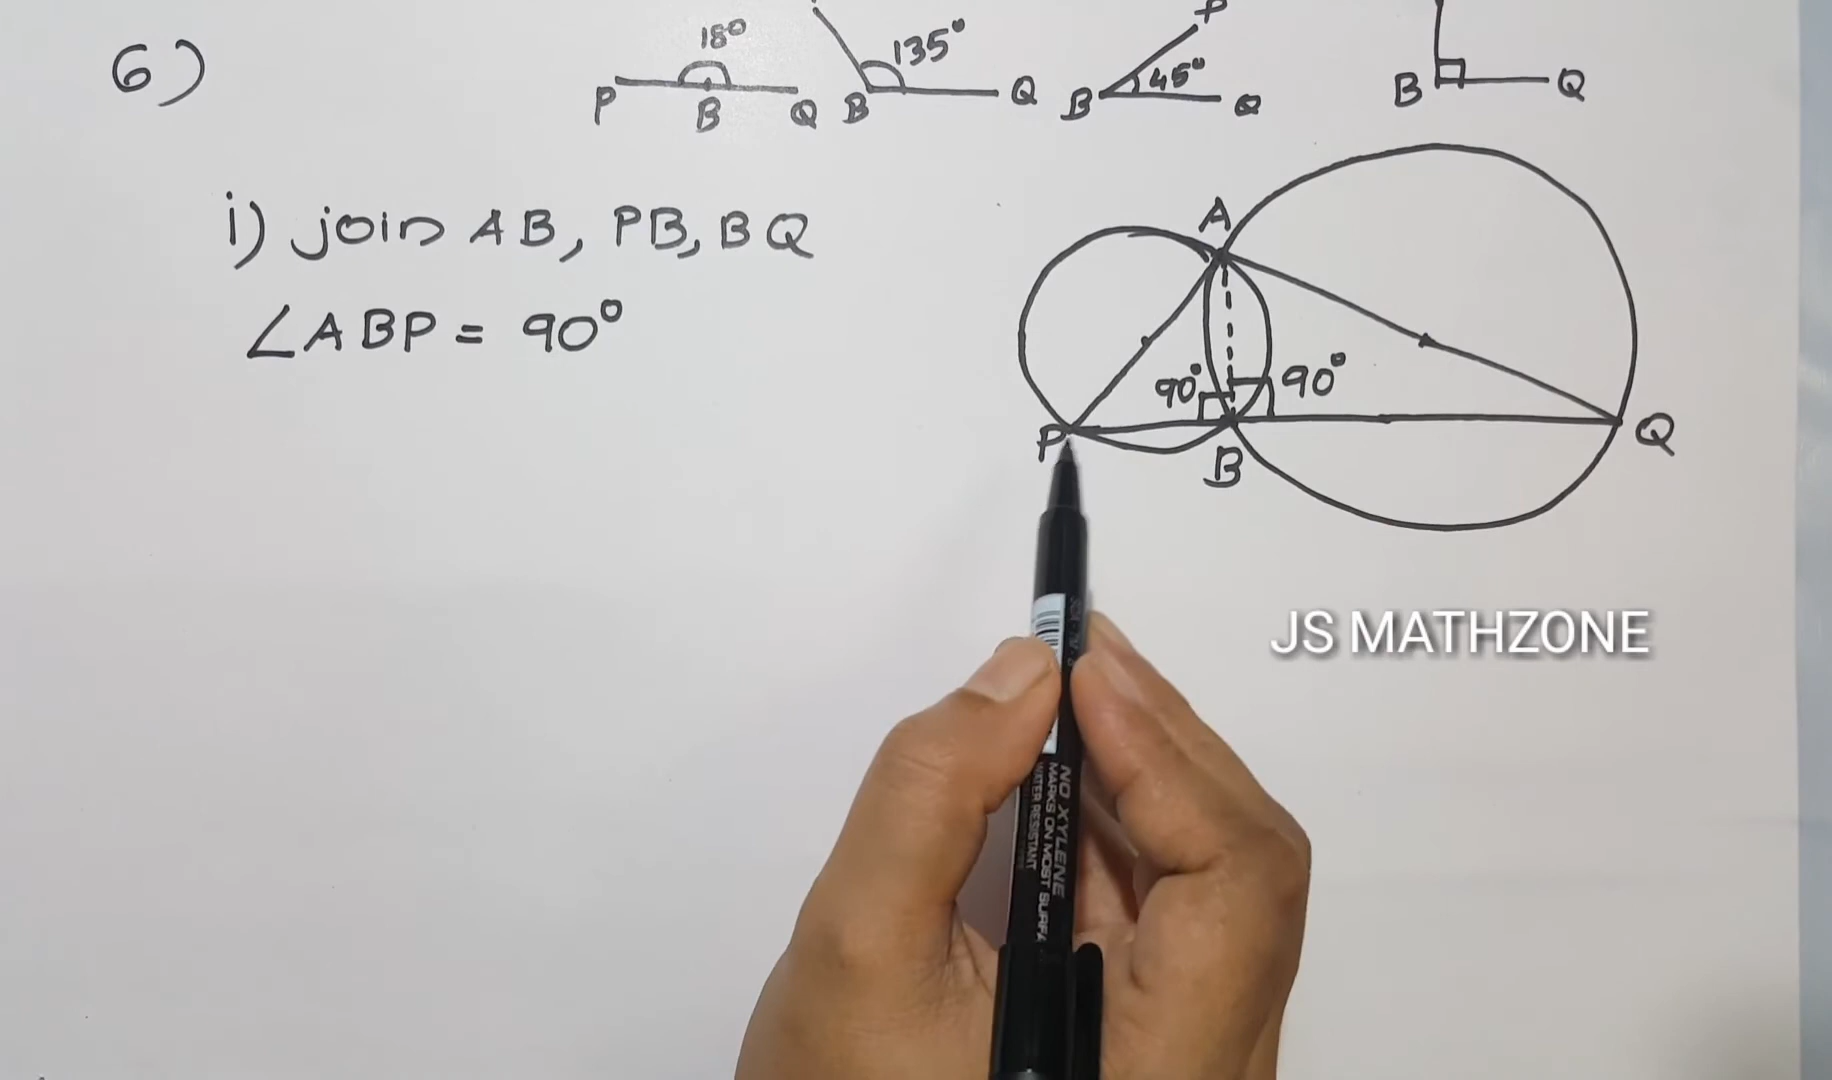 6)
180
135°
P
45°
P B Q
B Q
B Q
B Q
i) join AB, PB, BQ
∠ABP = 90°
A
90° 90°
P B Q
JS MATHZONE
NO XYLENE
MARKS ON MOST SURFA
WATER RESISTANT